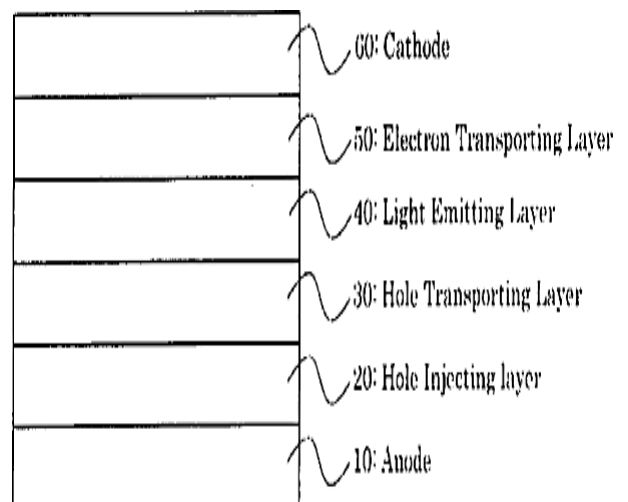 60: Cathode
50: Electron Transporting Layer
40: Light Emitting Layer
30: Hole Transporting Layer
20: Hole Injecting layer
10: Anode